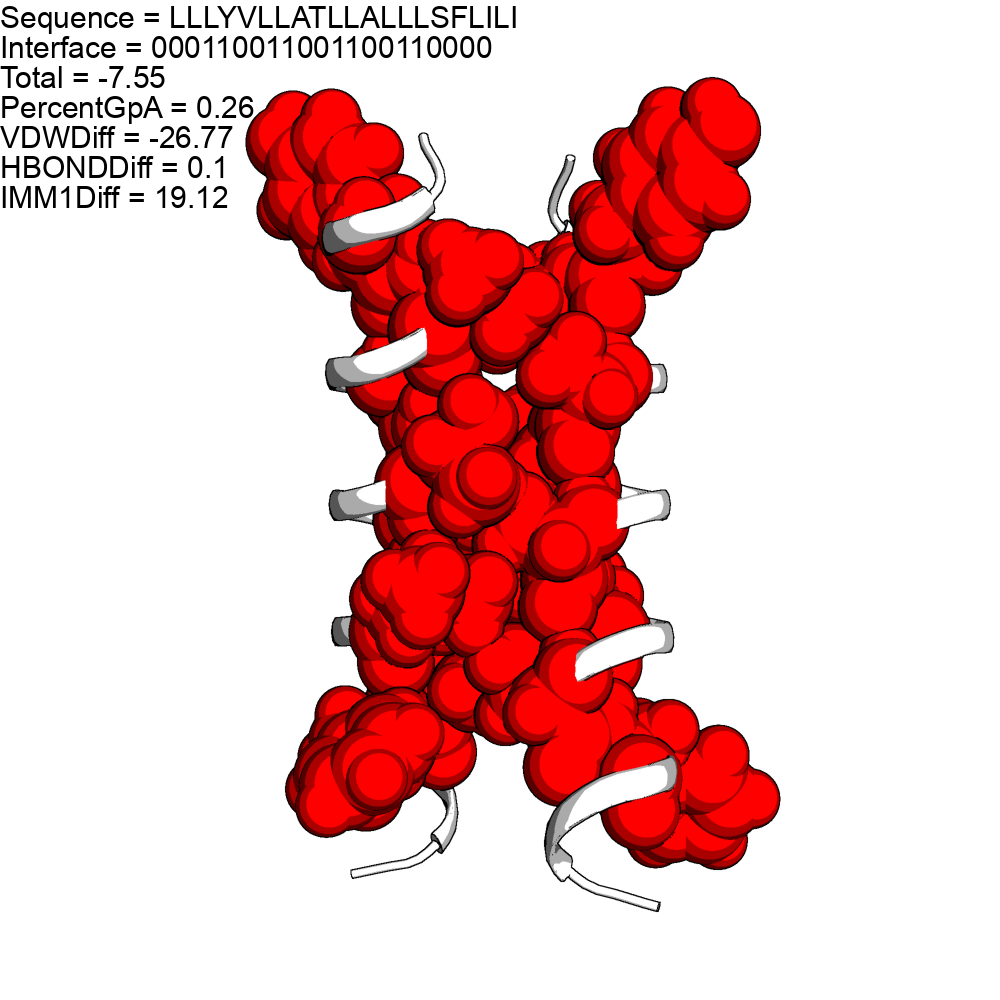 Sequence = LLLYVLLATLLALLLSFLILI
Interface = 000110011001100110000
Total = -7.55
PercentGpA = 0.26
VDWDiff = -26.77
HBONDDiff = 0.1
IMM1Diff = 19.12